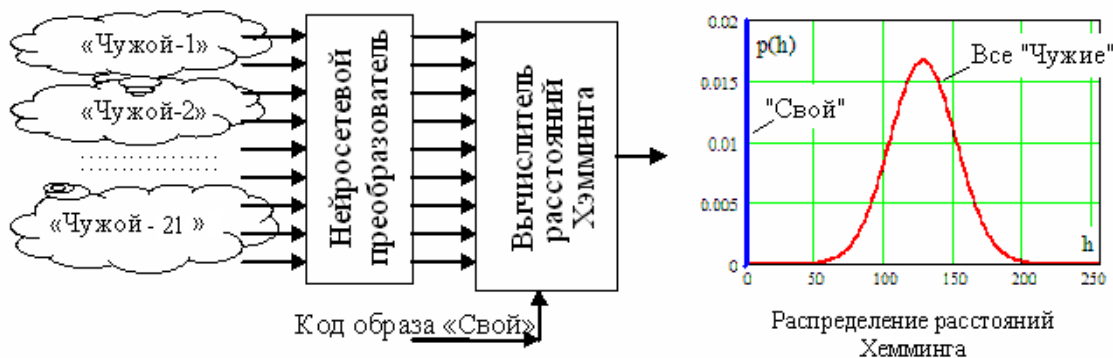 «Чужой-1»
«Чужой-2»
«Чужой - 21 »
Нейросетевой
преобразователь
Вычислитель
расстояний
Хэмминга
Код образа «Свой»
0.02
p(h)
Все "Чужие"
0.015
"Свой"
0.01
0.005
h
0
0 50 100 150 200 250
Распределение расстояний
Хемминга